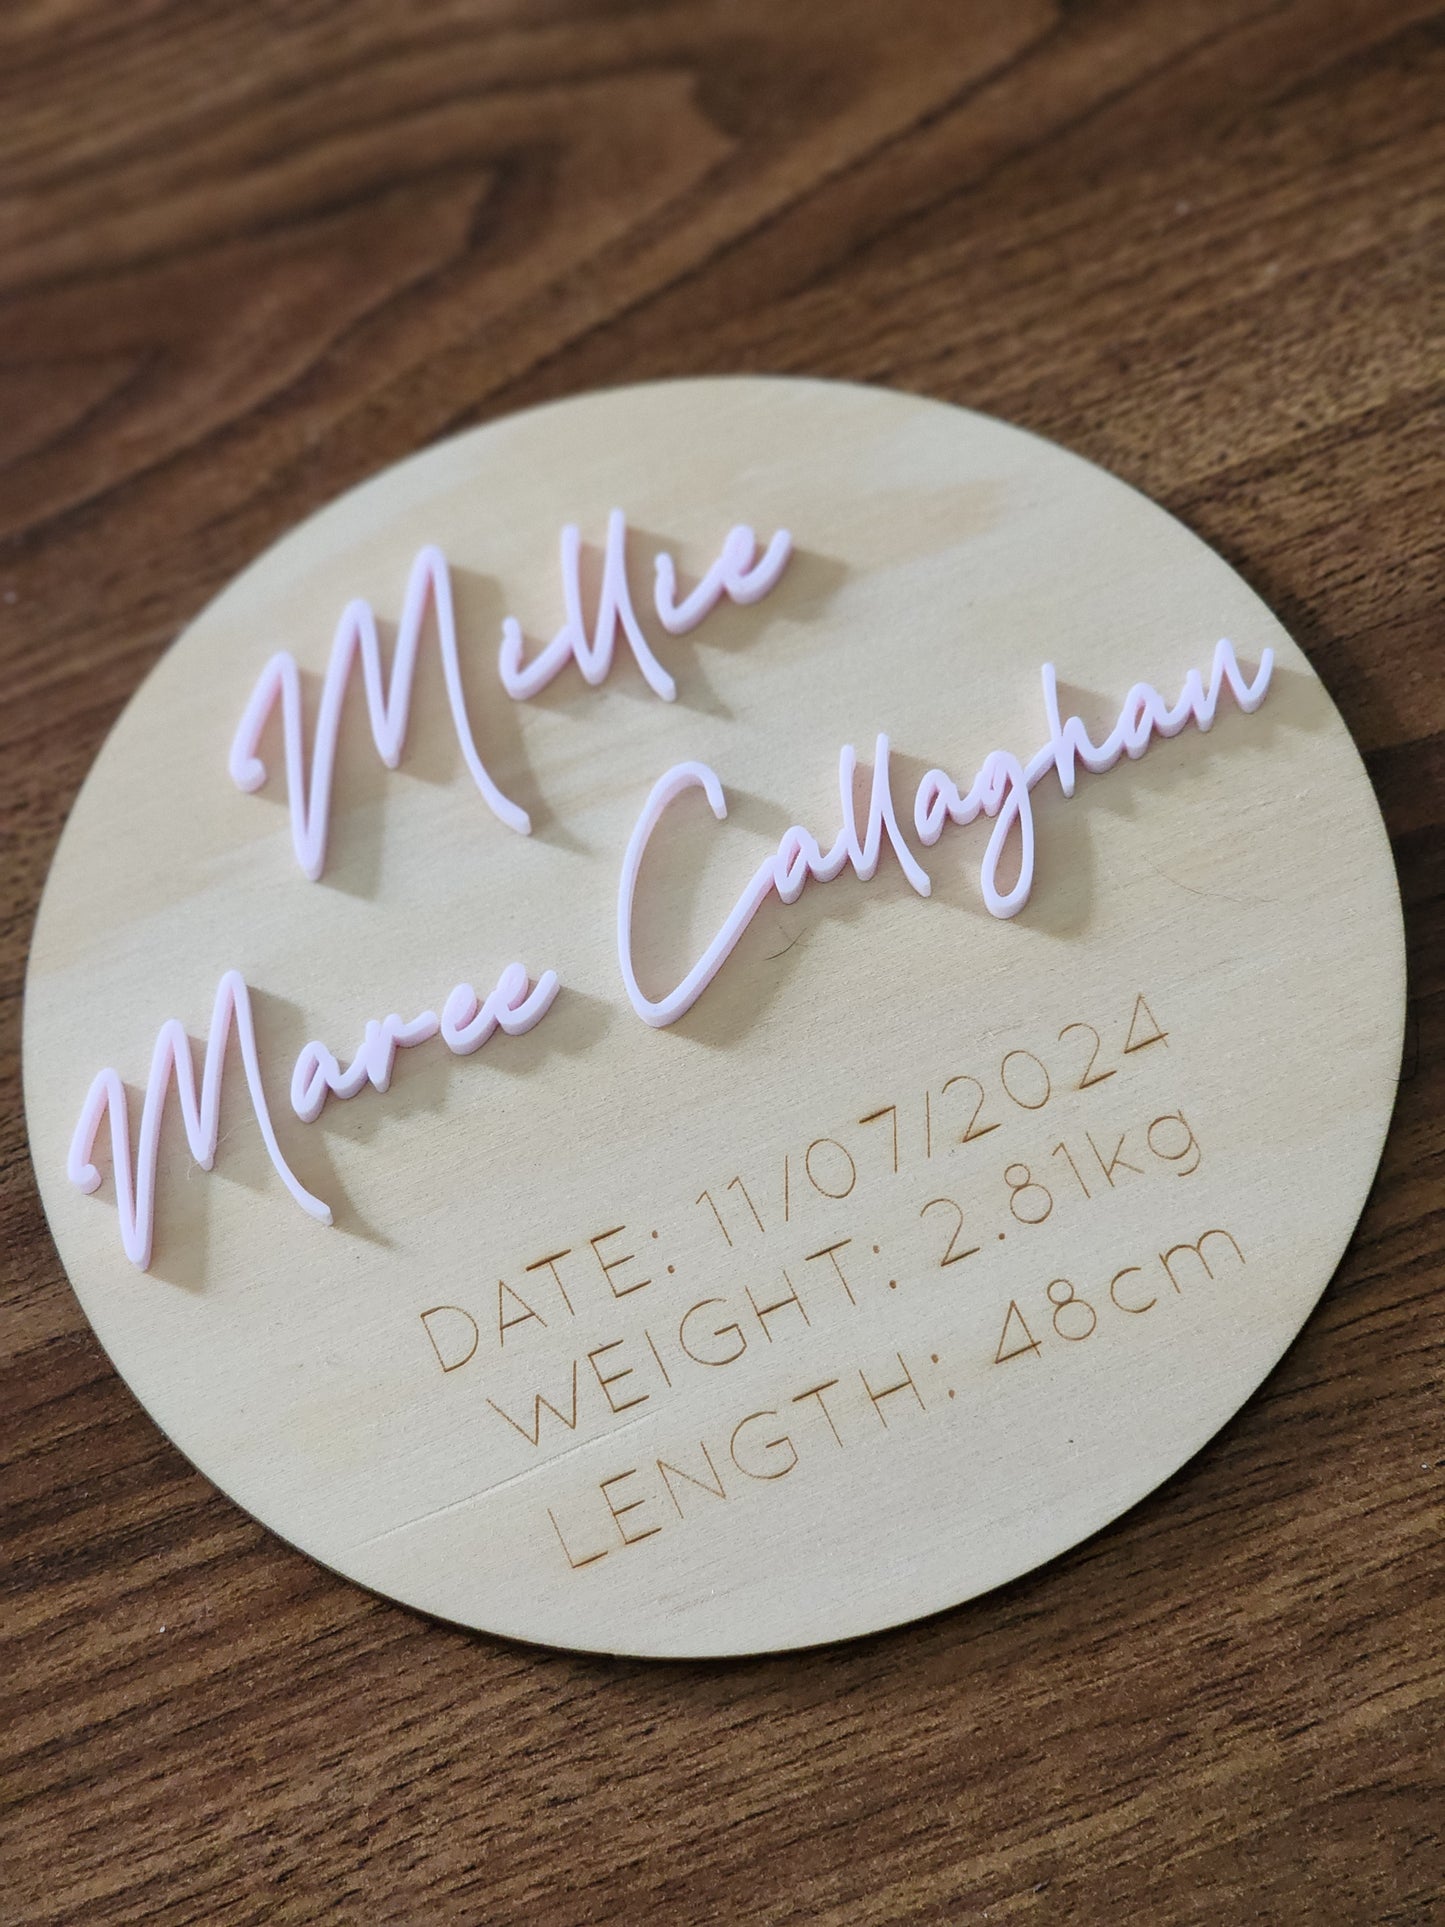 Millie
Maree Callaghan
DATE: 11/07/2024
WEIGHT: 2.81kg
LENGTH: 48cm